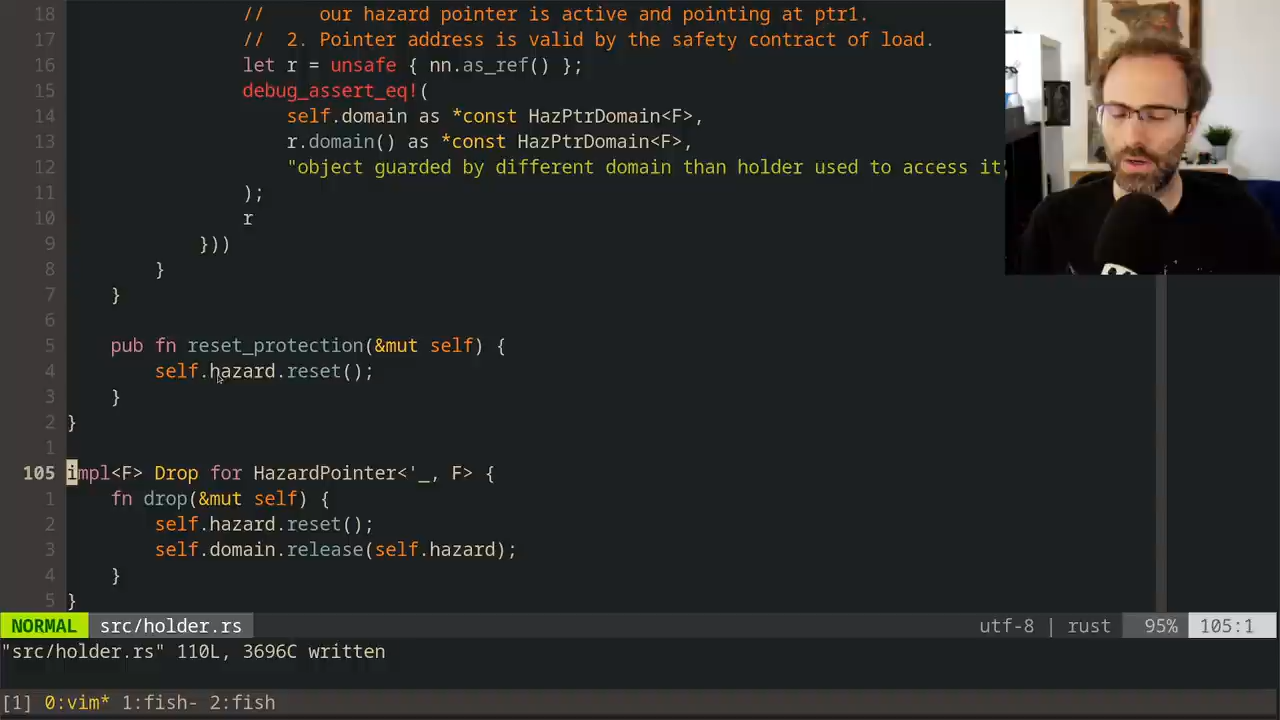 18 //     our hazard pointer is active and pointing at ptr1.
17 //  2. Pointer address is valid by the safety contract of load.
16 let r = unsafe { nn.as_ref() };
15 debug_assert_eq!(
14 self.domain as *const HazPtrDomain<F>,
13 r.domain() as *const HazPtrDomain<F>,
12 "object guarded by different domain than holder used to access it
11 );
10 r
9 }))
8 }
7 }
6
5 pub fn reset_protection(&mut self) {
4 self.hazard.reset();
3 }
2 }
1
105 impl<F> Drop for HazardPointer<'_, F> {
1 fn drop(&mut self) {
2 self.hazard.reset();
3 self.domain.release(self.hazard);
4 }
5 }
NORMAL src/holder.rs utf-8 | rust 95% 105:1
"src/holder.rs" 110L, 3696C written
[1] 0:vim* 1:fish- 2:fish